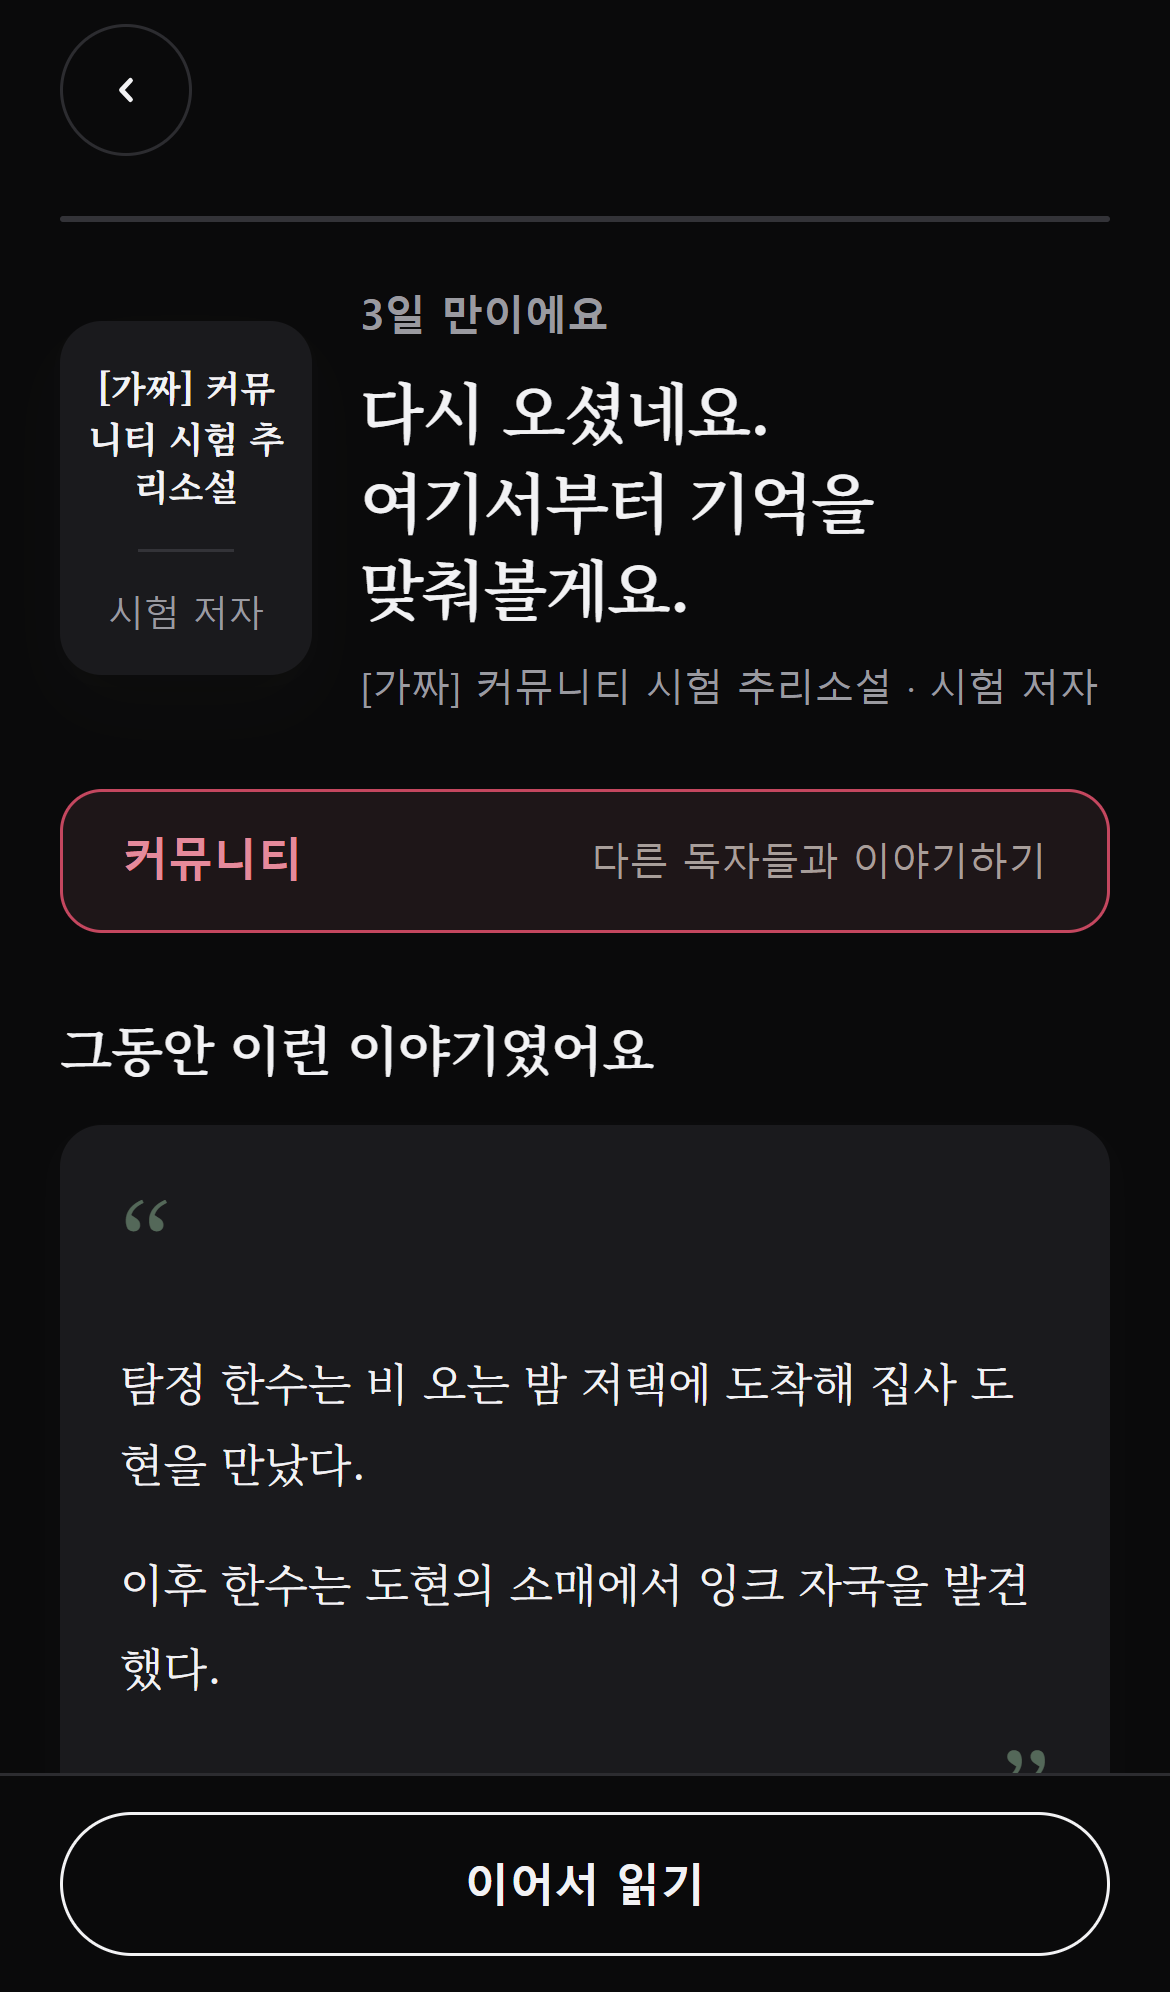 3일 만이에요
[가짜] 커뮤
니티 시험 추
리소설
시험 저자
다시 오셨네요.
여기서부터 기억을
맞춰볼게요.
[가짜] 커뮤니티 시험 추리소설 · 시험 저자
커뮤니티
다른 독자들과 이야기하기
그동안 이런 이야기였어요
“
탐정 한수는 비 오는 밤 저택에 도착해 집사 도
현을 만났다.
이후 한수는 도현의 소매에서 잉크 자국을 발견
했다.
”
이어서 읽기